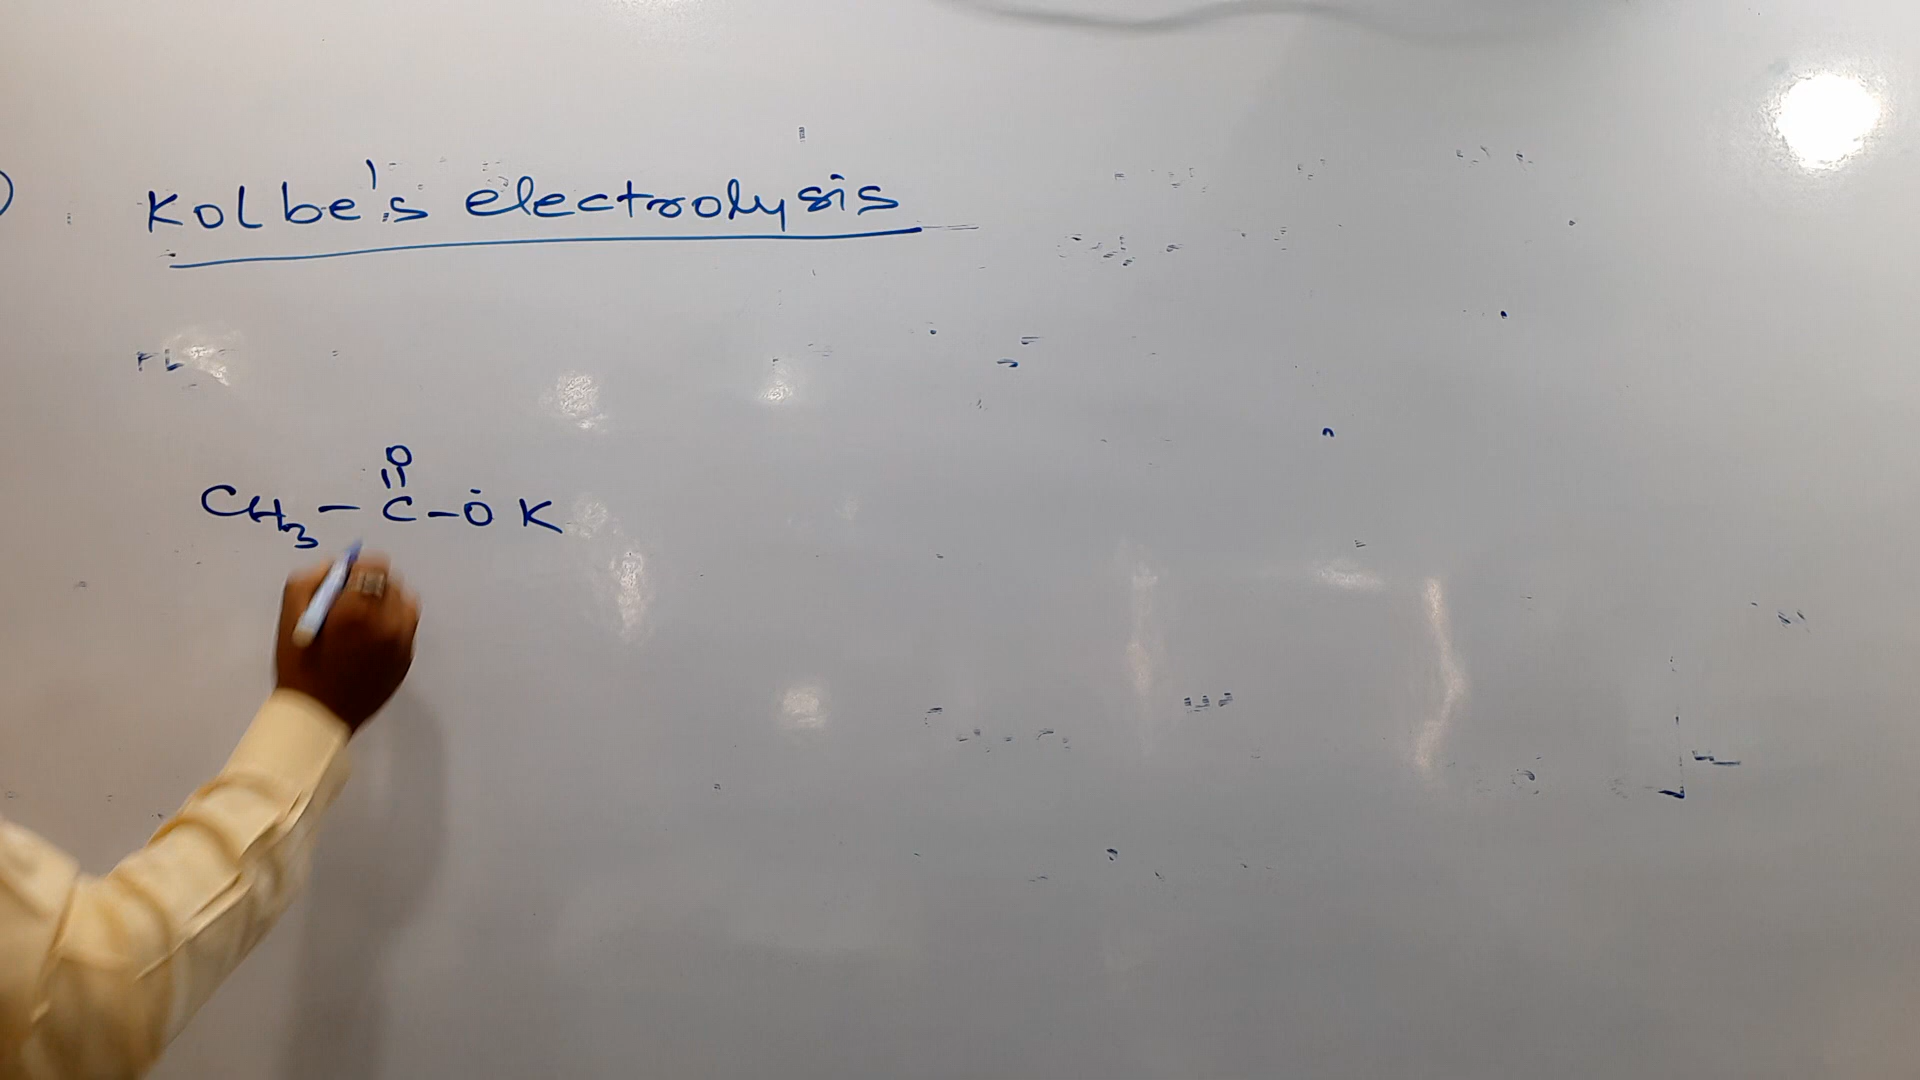 Kolbe's electrolysis
O
||
CH3 - C - Ō K